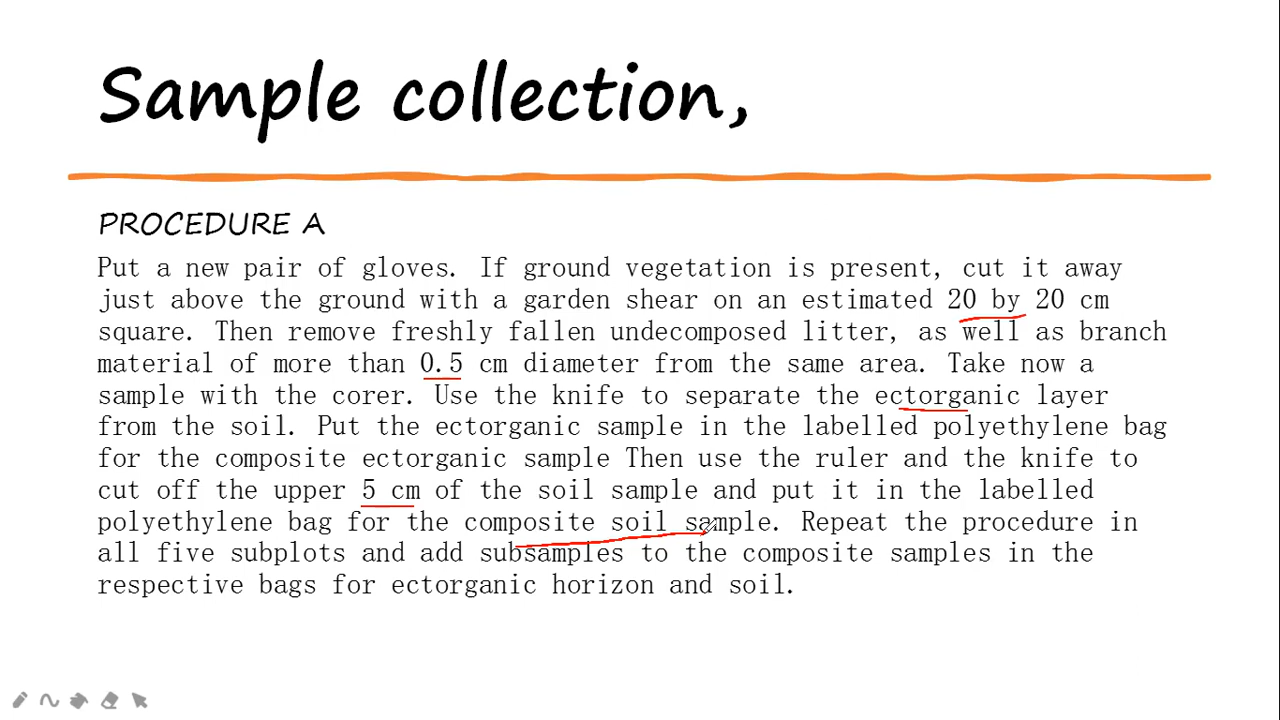 Sample collection,
PROCEDURE A
Put a new pair of gloves. If ground vegetation is present, cut it away
just above the ground with a garden shear on an estimated 20 by 20 cm
square. Then remove freshly fallen undecomposed litter, as well as branch
material of more than 0.5 cm diameter from the same area. Take now a
sample with the corer. Use the knife to separate the ectorganic layer
from the soil. Put the ectorganic sample in the labelled polyethylene bag
for the composite ectorganic sample Then use the ruler and the knife to
cut off the upper 5 cm of the soil sample and put it in the labelled
polyethylene bag for the composite soil sample. Repeat the procedure in
all five subplots and add subsamples to the composite samples in the
respective bags for ectorganic horizon and soil.